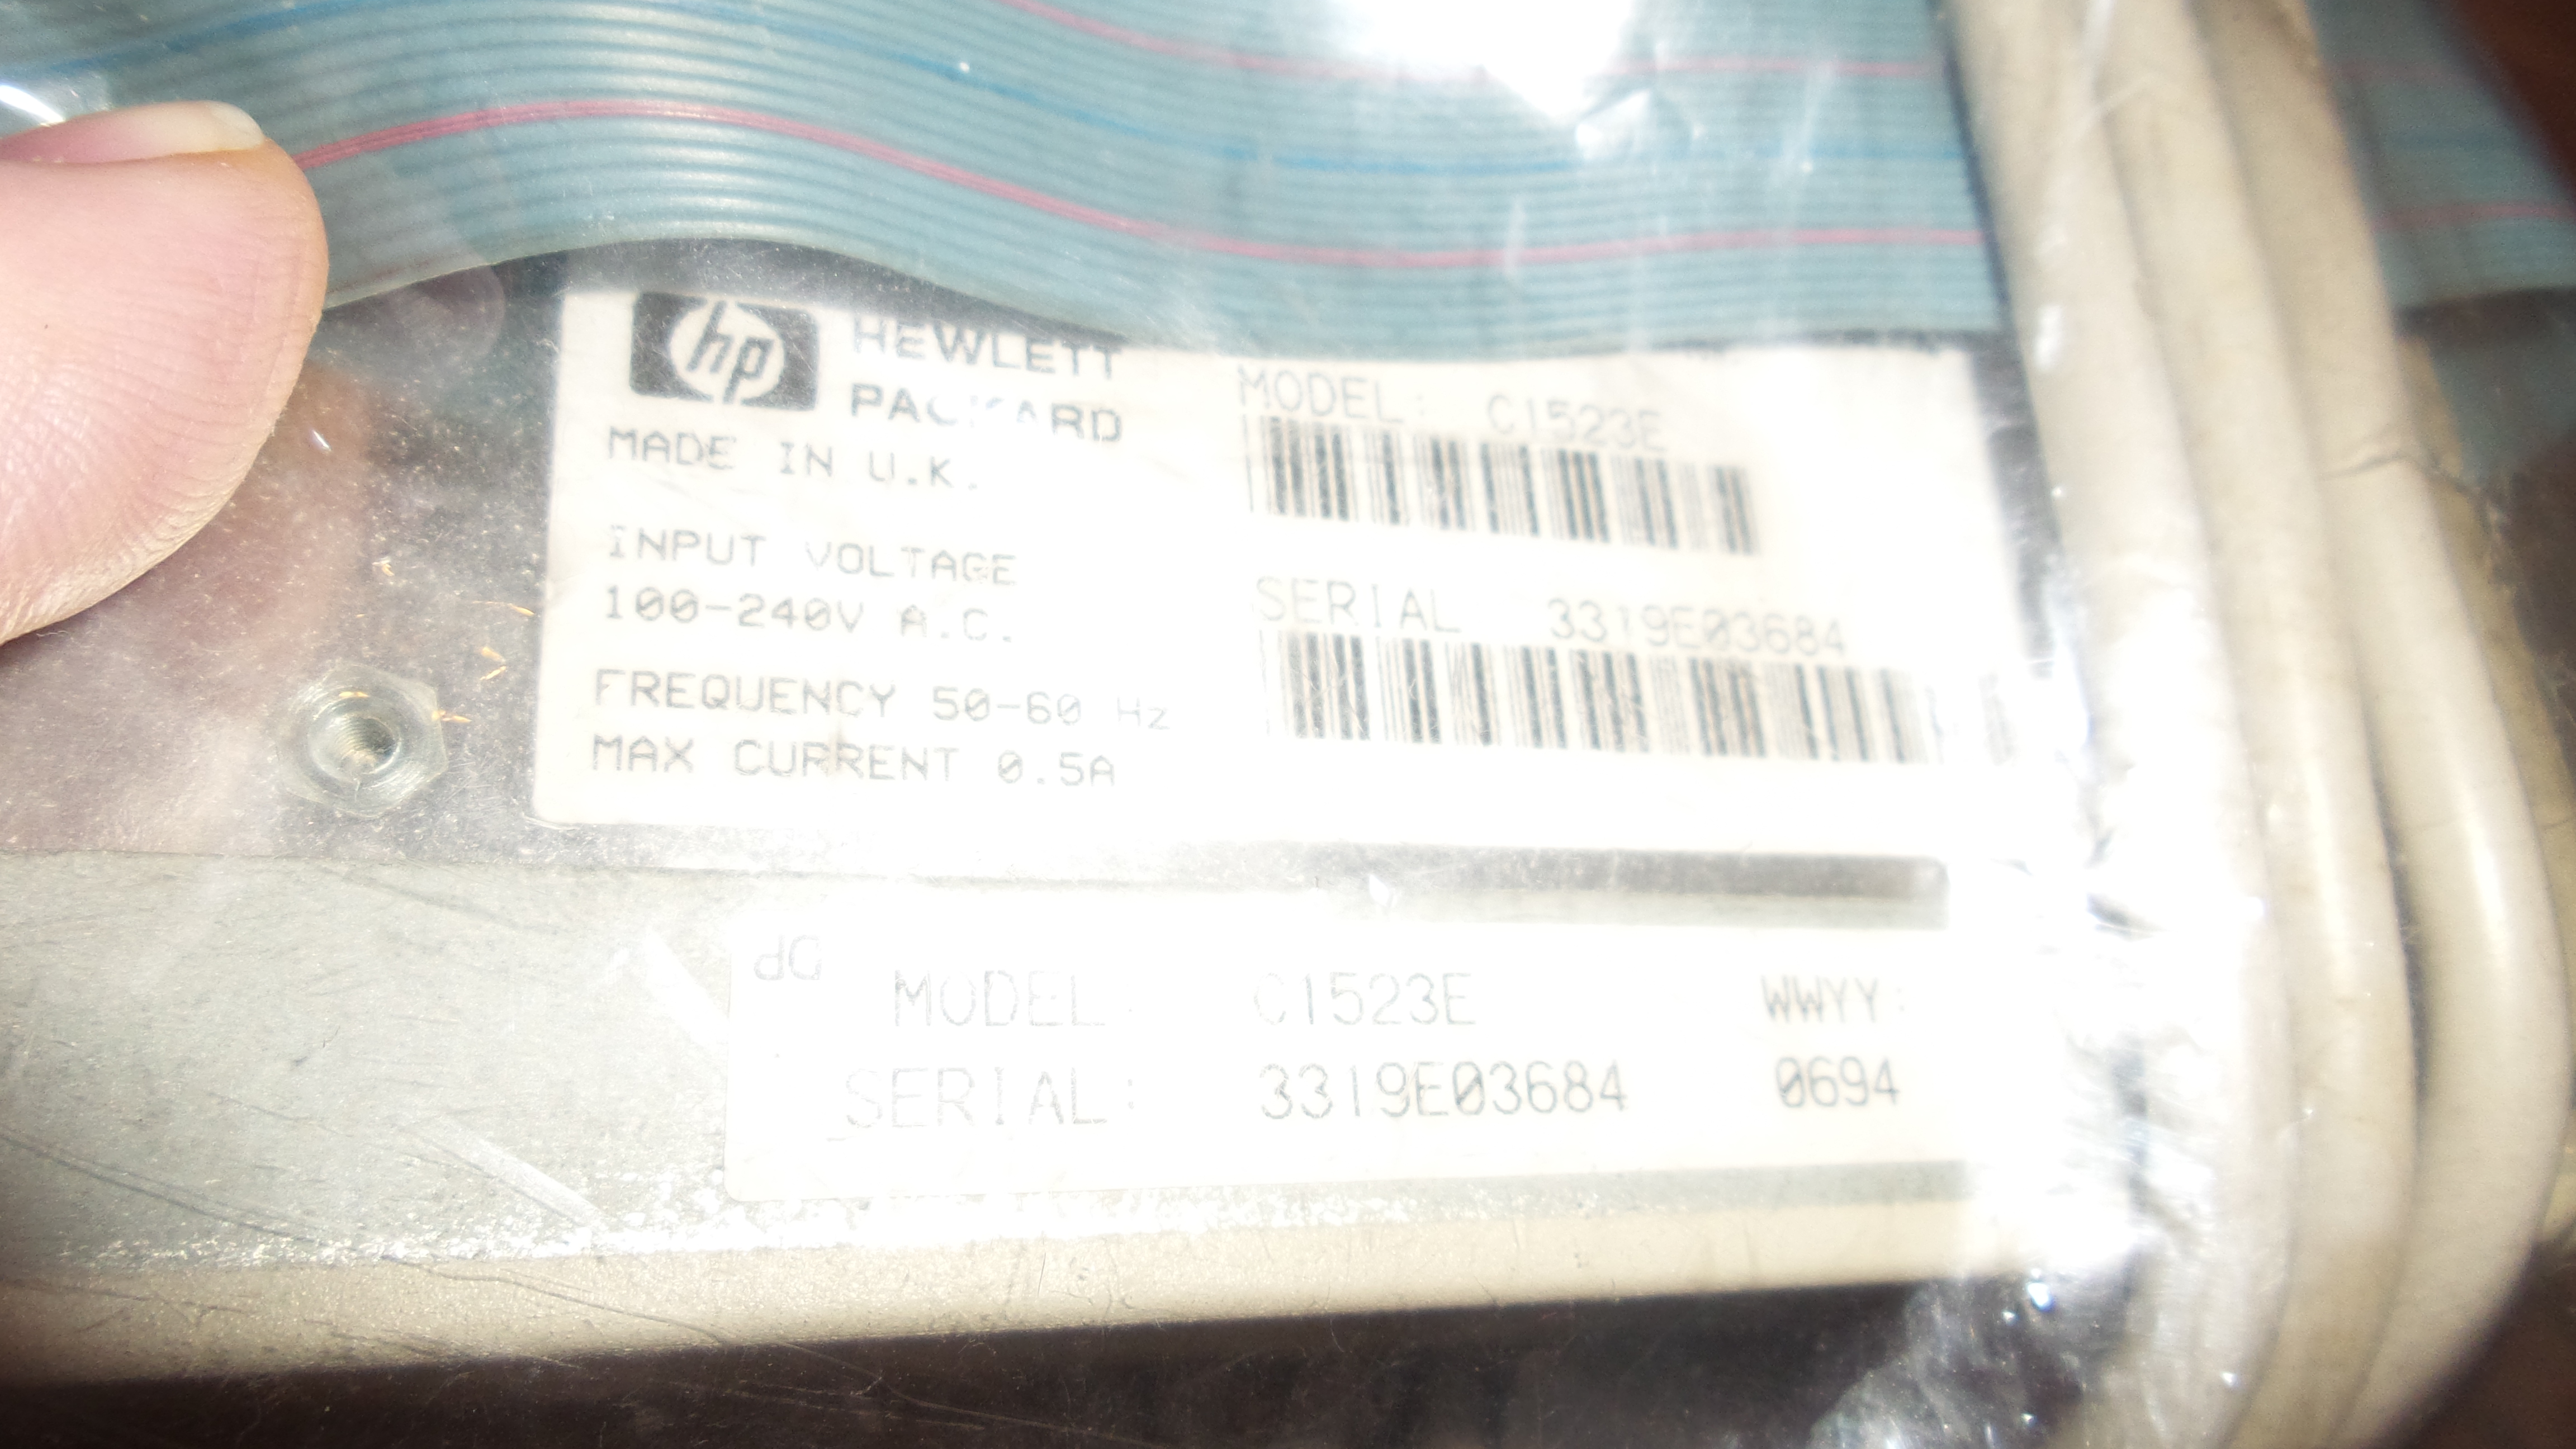 hp HEWLETT
PACKARD
MADE IN U.K.
INPUT VOLTAGE
100-240V A.C.
FREQUENCY 50-60 Hz
MAX CURRENT 0.5A
MODEL: C1523E
SERIAL 3319E03684
dO
MODEL: C1523E WWYY:
SERIAL: 3319E03684 0694